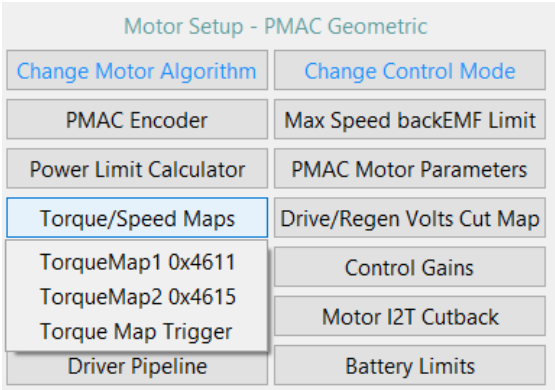 Motor Setup - PMAC Geometric
Change Motor Algorithm
Change Control Mode
PMAC Encoder
Max Speed backEMF Limit
Power Limit Calculator
PMAC Motor Parameters
Torque/Speed Maps
Drive/Regen Volts Cut Map
TorqueMap1 0x4611
TorqueMap2 0x4615
Torque Map Trigger
Control Gains
Motor I2T Cutback
Driver Pipeline
Battery Limits